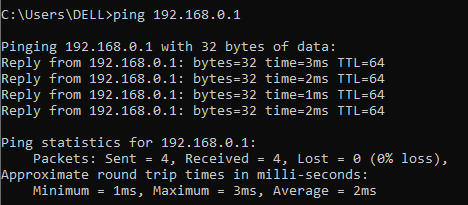 C:\Users\DELL>ping 192.168.0.1
Pinging 192.168.0.1 with 32 bytes of data:
Reply from 192.168.0.1: bytes=32 time=3ms TTL=64
Reply from 192.168.0.1: bytes=32 time=2ms TTL=64
Reply from 192.168.0.1: bytes=32 time=1ms TTL=64
Reply from 192.168.0.1: bytes=32 time=2ms TTL=64
Ping statistics for 192.168.0.1:
    Packets: Sent = 4, Received = 4, Lost = 0 (0% loss),
Approximate round trip times in milli-seconds:
    Minimum = 1ms, Maximum = 3ms, Average = 2ms